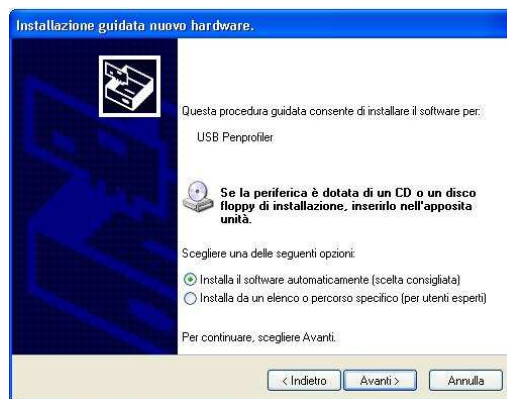 Installazione guidata nuovo hardware.
Questa procedura guidata consente di installare il software per:
USB Penprofiler
Se la periferica è dotata di un CD o un disco
floppy di installazione, inserirlo nell'apposita
unità.
Scegliere una delle seguenti opzioni:
Installa il software automaticamente (scelta consigliata)
Installa da un elenco o percorso specifico (per utenti esperti)
Per continuare, scegliere Avanti.
< Indietro Avanti > Annulla